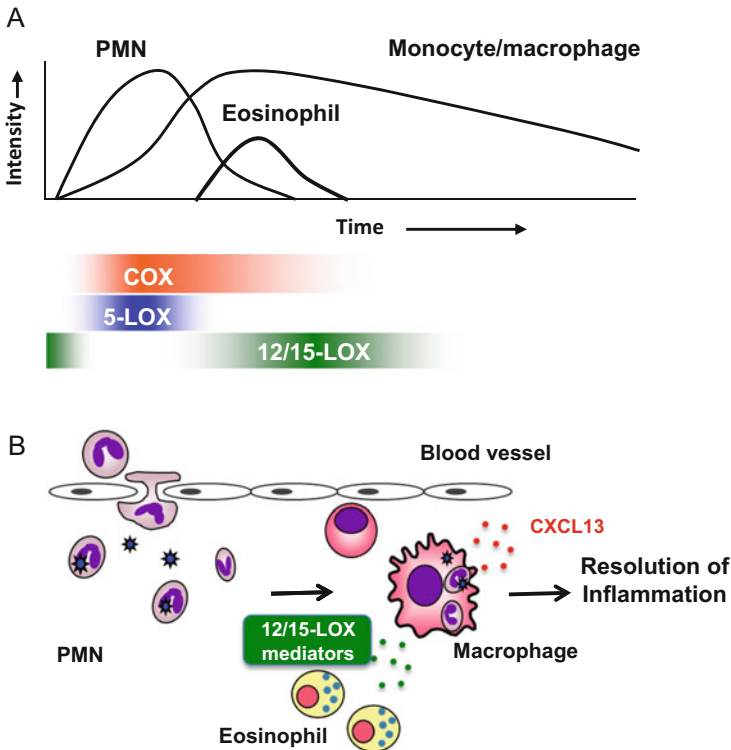 A
PMN
Monocyte/macrophage
Eosinophil
Intensity
Time
COX
5-LOX
12/15-LOX
B
Blood vessel
CXCL13
Resolution of
Inflammation
12/15-LOX
mediators
PMN
Macrophage
Eosinophil